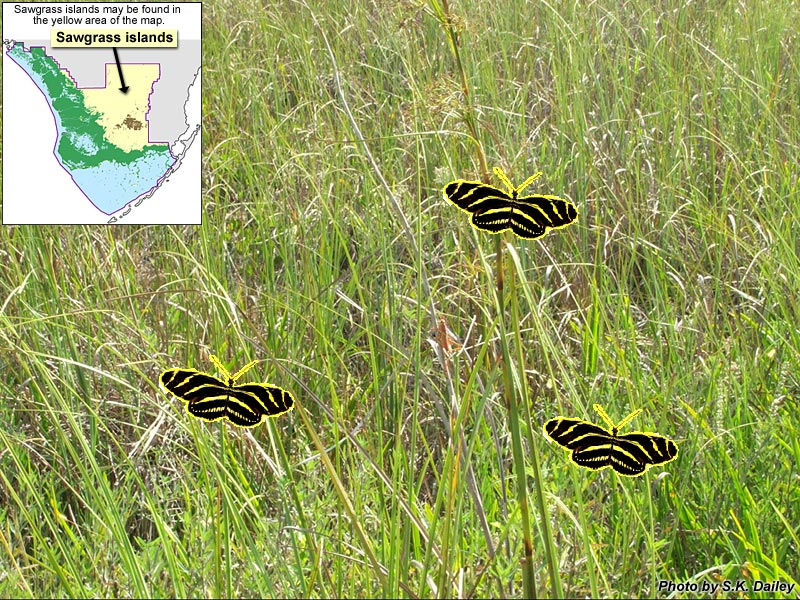 Sawgrass islands may be found in
the yellow area of the map.
Sawgrass islands
Photo by S.K. Dailey